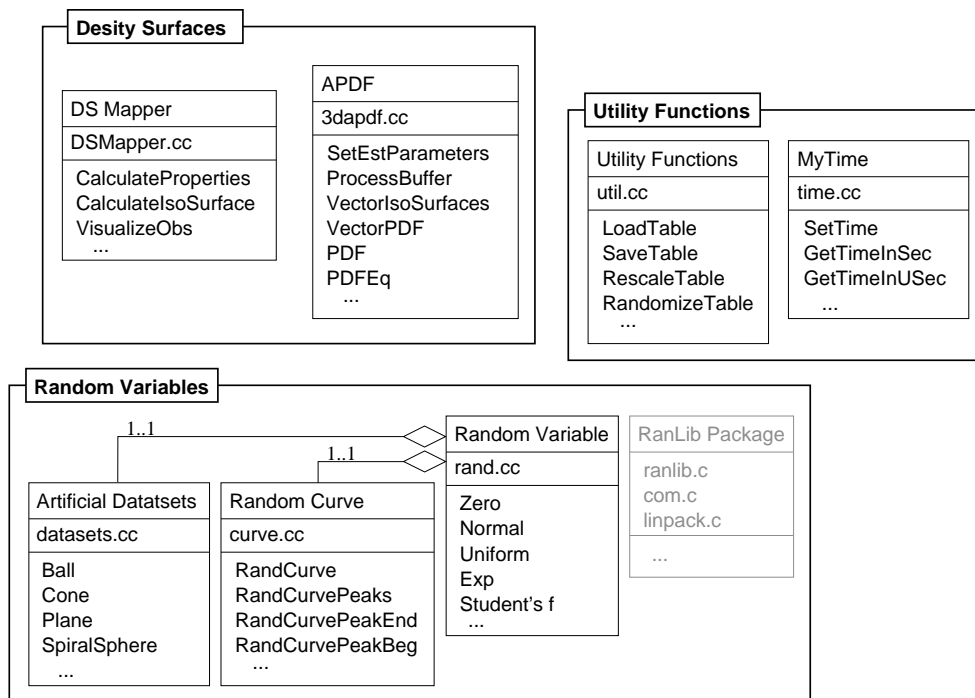 Desity Surfaces
DS Mapper
DSMapper.cc
CalculateProperties
CalculateIsoSurface
VisualizeObs
...
APDF
3dapdf.cc
SetEstParameters
ProcessBuffer
VectorIsoSurfaces
VectorPDF
PDF
PDFEq
...
Utility Functions
Utility Functions
util.cc
LoadTable
SaveTable
RescaleTable
RandomizeTable
...
MyTime
time.cc
SetTime
GetTimeInSec
GetTimeInUSec
...
Random Variables
1..1
1..1
Artificial Datatsets
datasets.cc
Ball
Cone
Plane
SpiralSphere
...
Random Curve
curve.cc
RandCurve
RandCurvePeaks
RandCurvePeakEnd
RandCurvePeakBeg
...
Random Variable
rand.cc
Zero
Normal
Uniform
Exp
Student's f
...
RanLib Package
ranlib.c
com.c
linpack.c
...